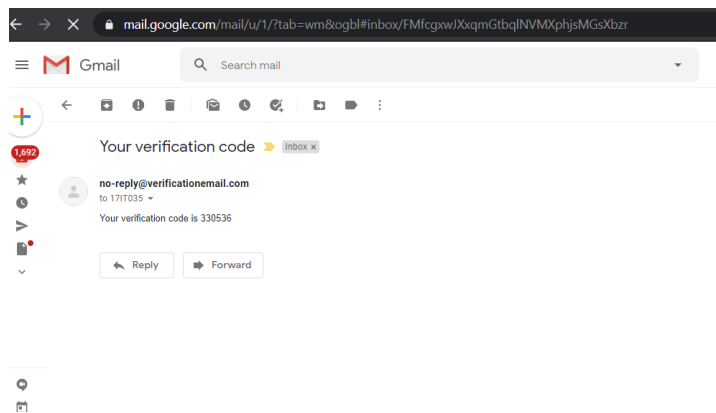 mail.google.com/mail/u/1/?tab=wm&ogbl#inbox/FMfcgxwJXxqmGtbqlNVMXphjsMGsXbzr
Gmail
Search mail
1,692
Your verification code
Inbox x
no-reply@verificationemail.com
to 17IT035
Your verification code is 330536
Reply
Forward